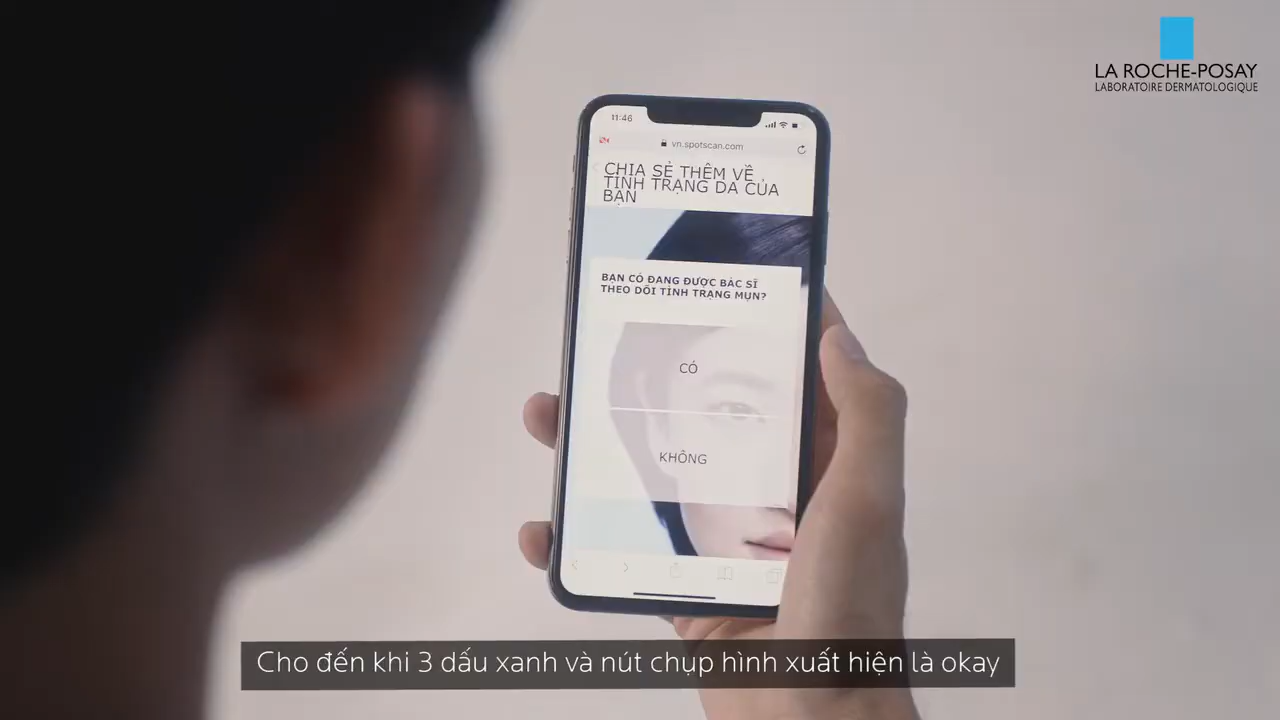 LA ROCHE-POSAY
LABORATOIRE DERMATOLOGIQUE
11:46
vn.spotscan.com
CHIA SẺ THÊM VỀ
TÌNH TRẠNG DA CỦA
BẠN
BẠN CÓ ĐANG ĐƯỢC BÁC SĨ
THEO DÕI TÌNH TRẠNG MỤN?
CÓ
KHÔNG
Cho đến khi 3 dấu xanh và nút chụp hình xuất hiện là okay